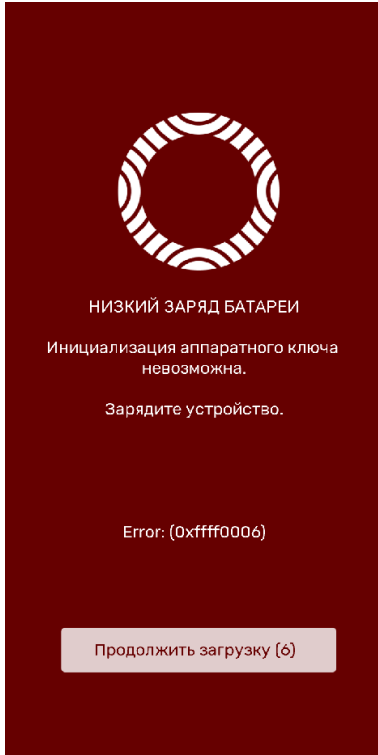 НИЗКИЙ ЗАРЯД БАТАРЕИ
Инициализация аппаратного ключа
невозможна.
Зарядите устройство.
Error: (0xffff0006)
Продолжить загрузку (6)